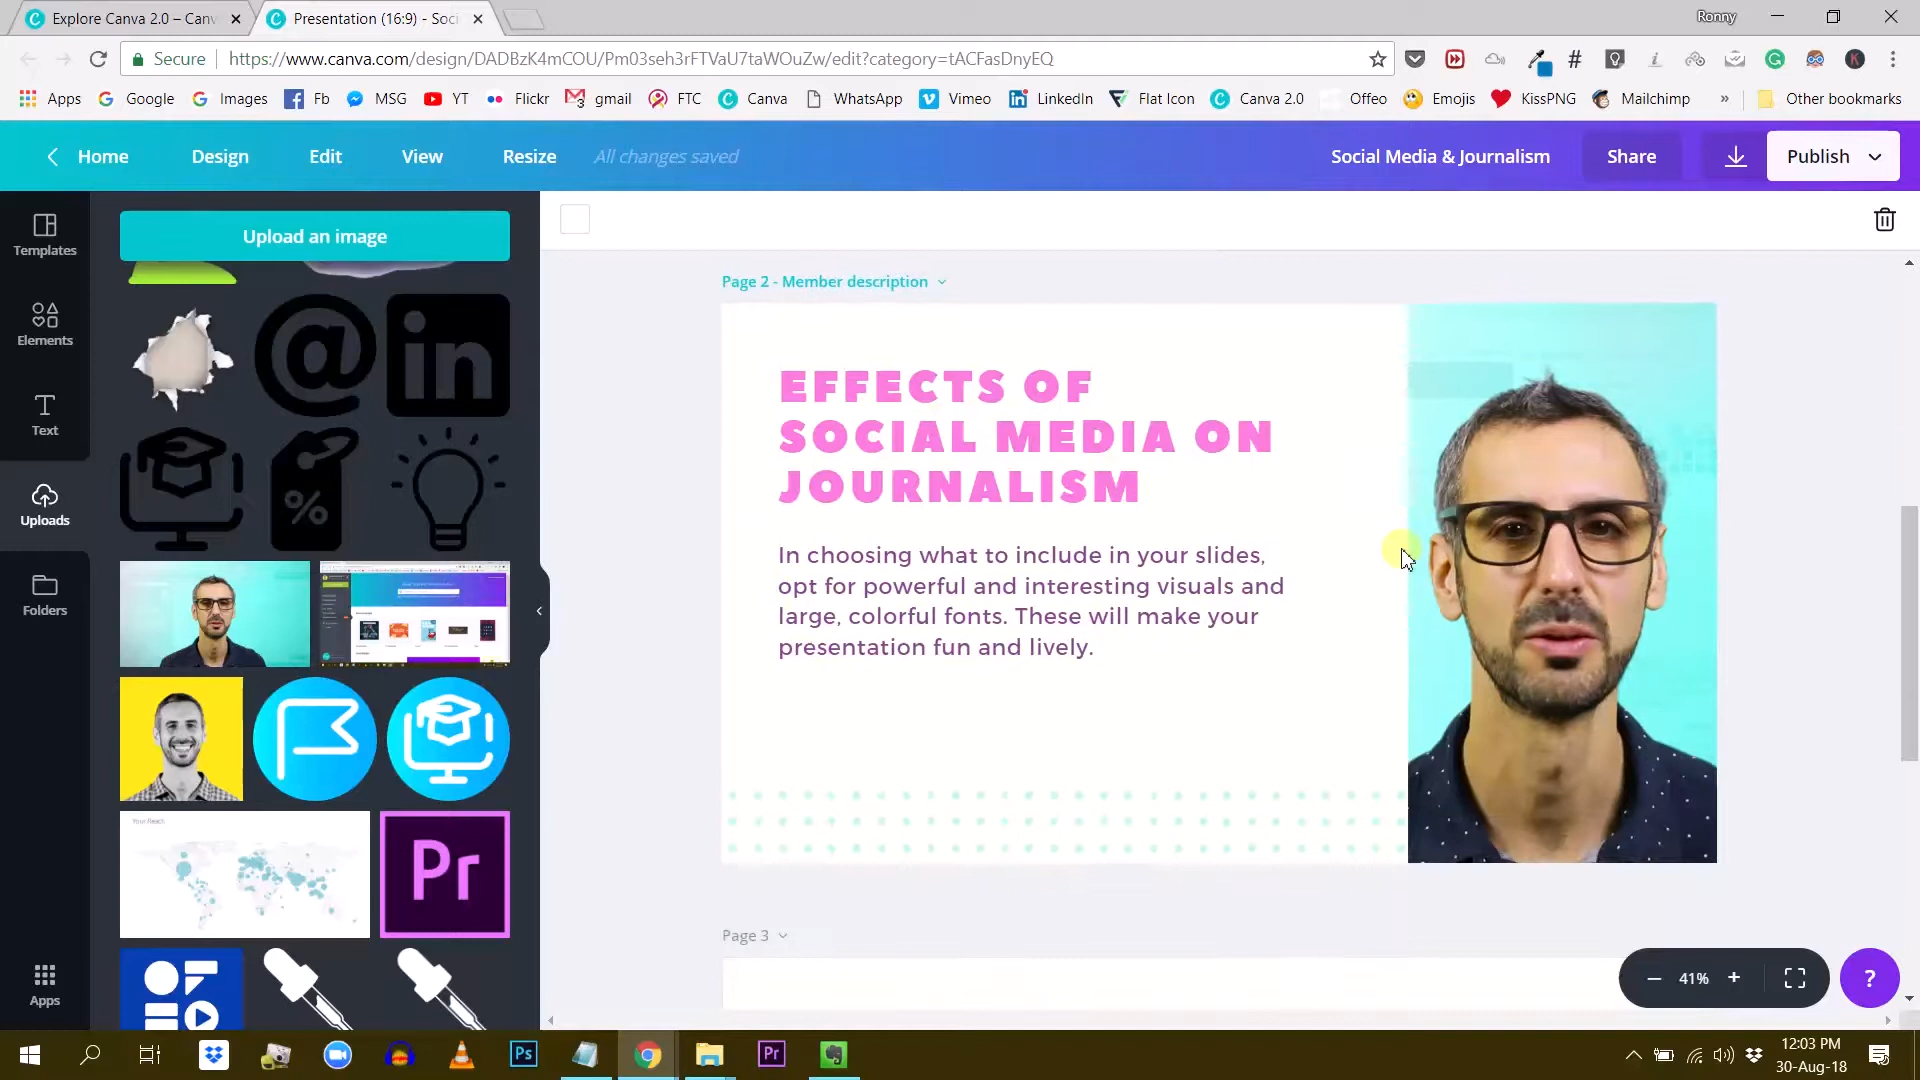 Explore Canva 2.0 – Canv
Presentation (16:9) - Soci
Ronny
Secure
https://www.canva.com/design/DADBzK4mCOU/Pm03seh3rFTVaU7taWOuZw/edit?category=tACFasDnyEQ
Apps
Google
Images
Fb
MSG
YT
Flickr
gmail
FTC
Canva
WhatsApp
Vimeo
LinkedIn
Flat Icon
Canva 2.0
Offeo
Emojis
KissPNG
Mailchimp
»
Other bookmarks
Home
Design
Edit
View
Resize
All changes saved
Social Media & Journalism
Share
Publish
Templates
Elements
Text
Uploads
Folders
Apps
Upload an image
@
in
%
Your Reach
Pr
Page 2 - Member description
EFFECTS OF
SOCIAL MEDIA ON
JOURNALISM
In choosing what to include in your slides,
opt for powerful and interesting visuals and
large, colorful fonts. These will make your
presentation fun and lively.
Page 3
41%
?
Ps
Pr
12:03 PM
30-Aug-18